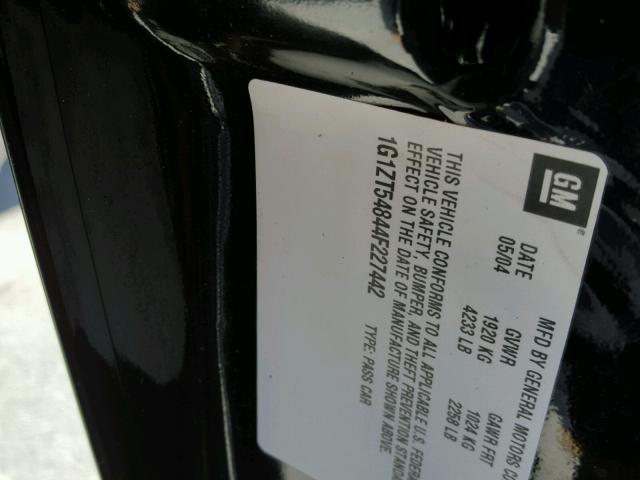 GM®
MFD BY GENERAL MOTORS CO
DATE GVWR GAWR FRT
05/04 1920 KG 1024 KG
4233 LB 2258 LB
THIS VEHICLE CONFORMS TO ALL APPLICABLE U.S. FEDERA
VEHICLE SAFETY, BUMPER, AND THEFT PREVENTION STANDA
EFFECT ON THE DATE OF MANUFACTURE SHOWN ABOVE.
1G1ZT54844F227442 TYPE: PASS CAR